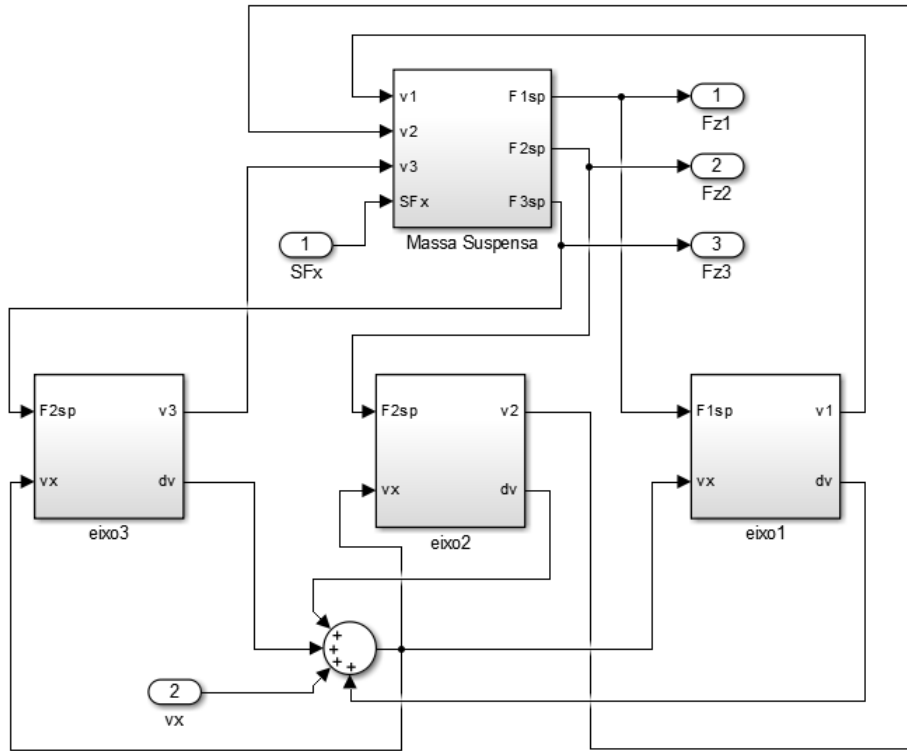 v1
F1sp
1
Fz1
v2
F2sp
2
Fz2
v3
SFx
F3sp
3
Fz3
Massa Suspensa
1
SFx
F2sp
v3
vx
dv
eixo3
F2sp
v2
vx
dv
eixo2
F1sp
v1
vx
dv
eixo1
+
+
+
+
2
vx